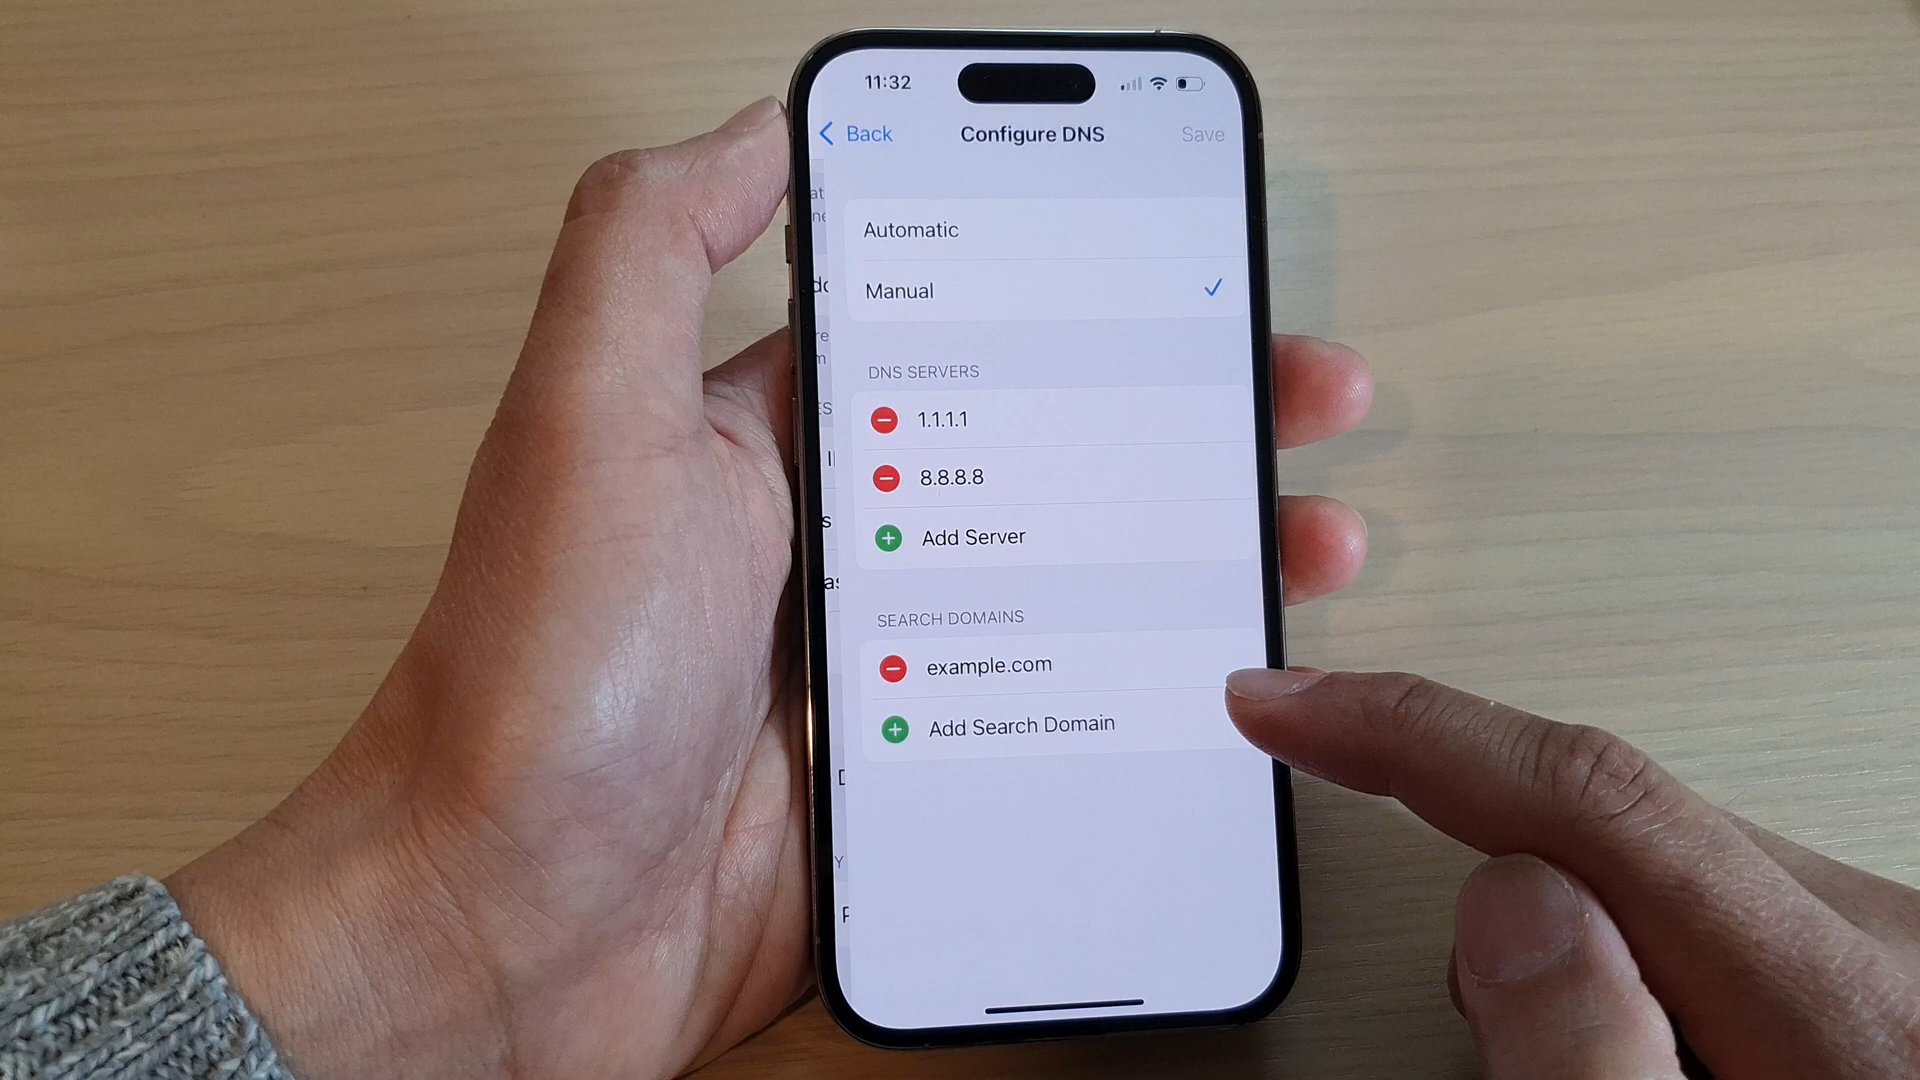 11:32
Back
Configure DNS
Save
Automatic
Manual
DNS SERVERS
1.1.1.1
8.8.8.8
Add Server
SEARCH DOMAINS
example.com
Add Search Domain